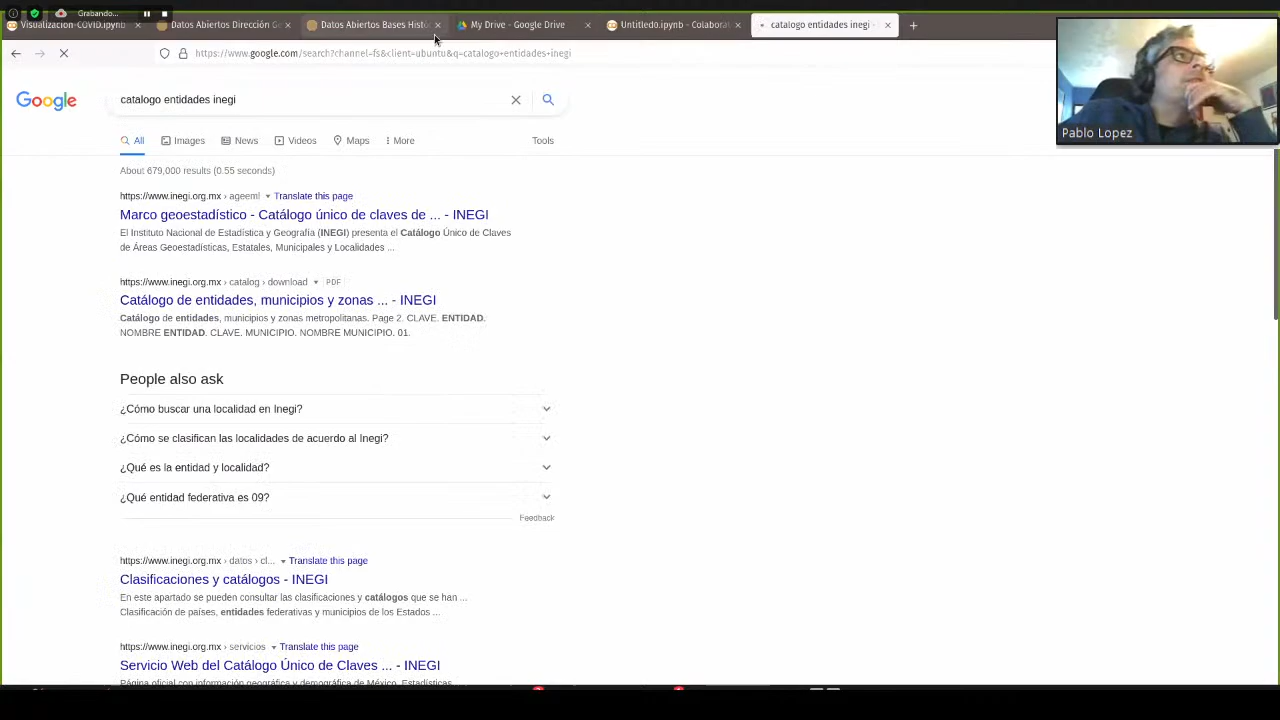 Grabando...
Visualizacion-COVID.ipynb
Datos Abiertos Dirección G
Datos Abiertos Bases Histó
My Drive - Google Drive
Untitled0.ipynb - Colabora
catalogo entidades inegi -
https://www.google.com/search?channel=fs&client=ubuntu&q=catalogo+entidades+inegi
Pablo Lopez
Google
catalogo entidades inegi
All
Images
News
Videos
Maps
More
Tools
About 679,000 results (0.55 seconds)
https://www.inegi.org.mx › ageeml Translate this page
Marco geoestadístico - Catálogo único de claves de ... - INEGI
El Instituto Nacional de Estadística y Geografía (INEGI) presenta el Catálogo Único de Claves
de Áreas Geoestadísticas, Estatales, Municipales y Localidades ...
https://www.inegi.org.mx › catalog › download PDF
Catálogo de entidades, municipios y zonas ... - INEGI
Catálogo de entidades, municipios y zonas metropolitanas. Page 2. CLAVE. ENTIDAD.
NOMBRE ENTIDAD. CLAVE. MUNICIPIO. NOMBRE MUNICIPIO. 01.
People also ask
¿Cómo buscar una localidad en Inegi?
¿Cómo se clasifican las localidades de acuerdo al Inegi?
¿Qué es la entidad y localidad?
¿Qué entidad federativa es 09?
Feedback
https://www.inegi.org.mx › datos › cl... Translate this page
Clasificaciones y catálogos - INEGI
En este apartado se pueden consultar las clasificaciones y catálogos que se han ...
Clasificación de países, entidades federativas y municipios de los Estados ...
https://www.inegi.org.mx › servicios Translate this page
Servicio Web del Catálogo Único de Claves ... - INEGI
Página oficial con información geográfica y demográfica de México. Estadísticas